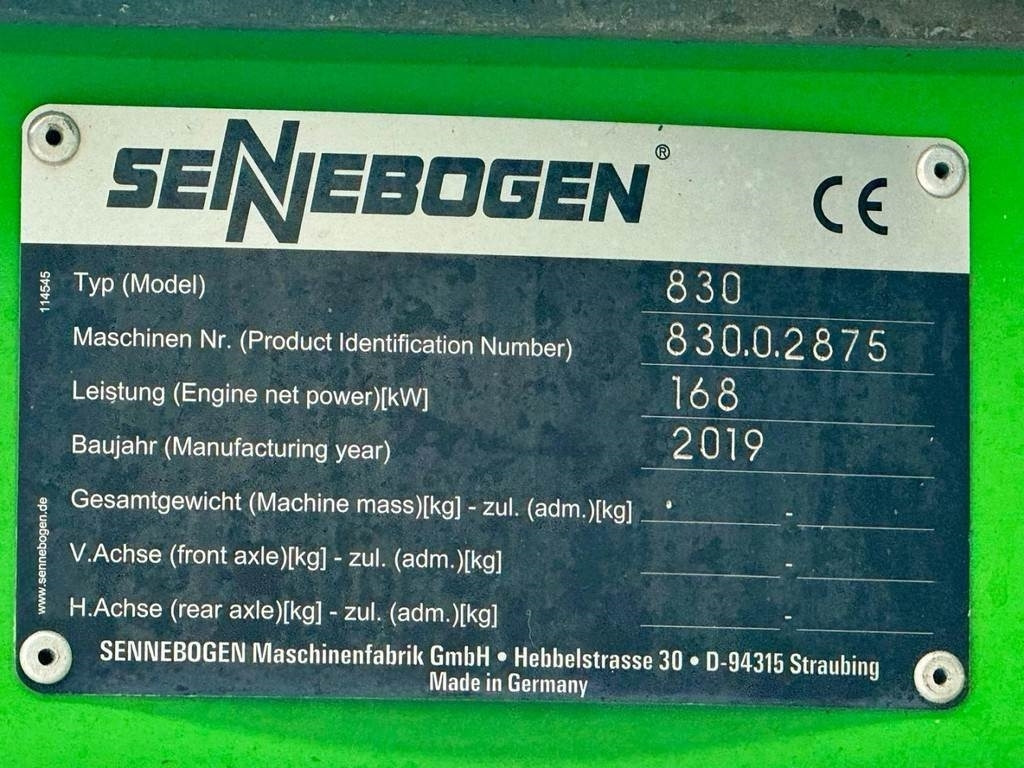 SENNEBOGEN®
CE
114545
Typ (Model) 830
Maschinen Nr. (Product Identification Number) 830.0.2875
Leistung (Engine net power)[kW] 168
Baujahr (Manufacturing year) 2019
Gesamtgewicht (Machine mass)[kg] - zul. (adm.)[kg] -
V.Achse (front axle)[kg] - zul. (adm.)[kg] -
H.Achse (rear axle)[kg] - zul. (adm.)[kg] -
www.sennebogen.de
SENNEBOGEN Maschinenfabrik GmbH • Hebbelstrasse 30 • D-94315 Straubing
Made in Germany